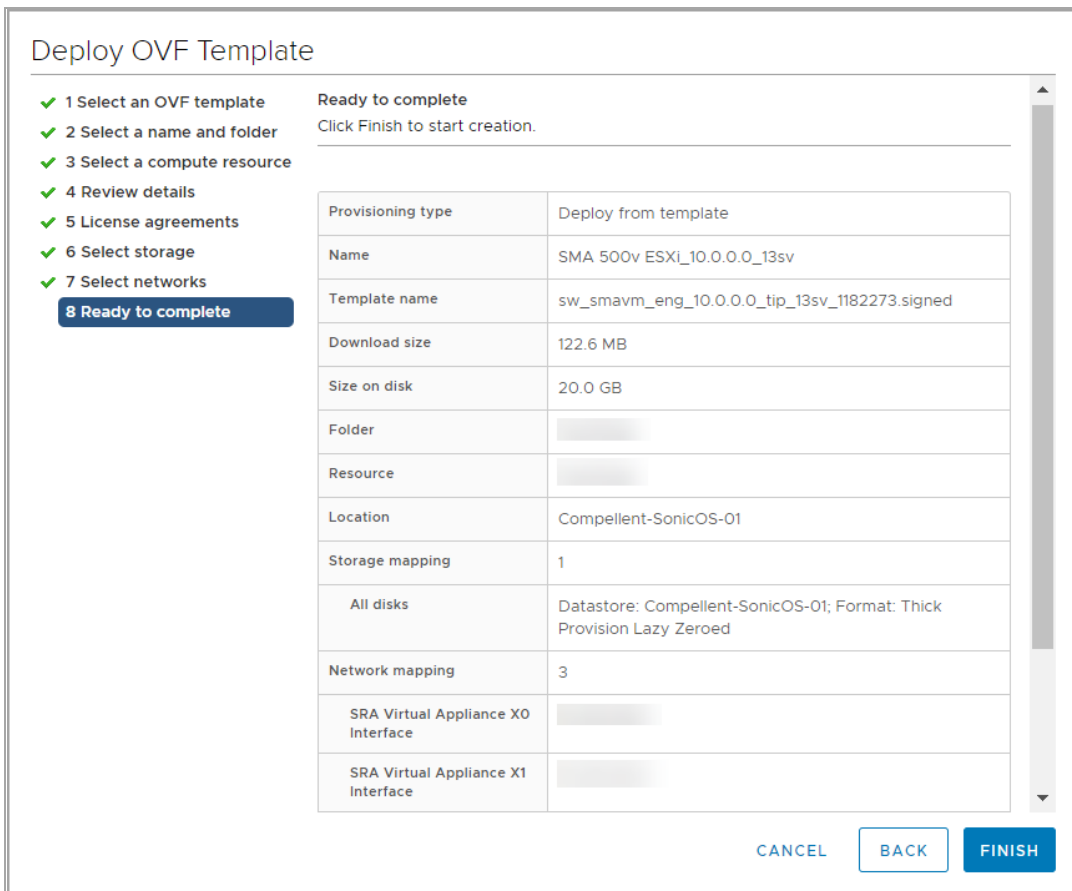 Deploy OVF Template
1 Select an OVF template
2 Select a name and folder
3 Select a compute resource
4 Review details
5 License agreements
6 Select storage
7 Select networks
8 Ready to complete
Ready to complete
Click Finish to start creation.
Provisioning type
Deploy from template
Name
SMA 500v ESXi_10.0.0.0_13sv
Template name
sw_smavm_eng_10.0.0.0_tip_13sv_1182273.signed
Download size
122.6 MB
Size on disk
20.0 GB
Folder
Resource
Location
Compellent-SonicOS-01
Storage mapping
1
All disks
Datastore: Compellent-SonicOS-01; Format: Thick
Provision Lazy Zeroed
Network mapping
3
SRA Virtual Appliance X0
Interface
SRA Virtual Appliance X1
Interface
CANCEL
BACK
FINISH